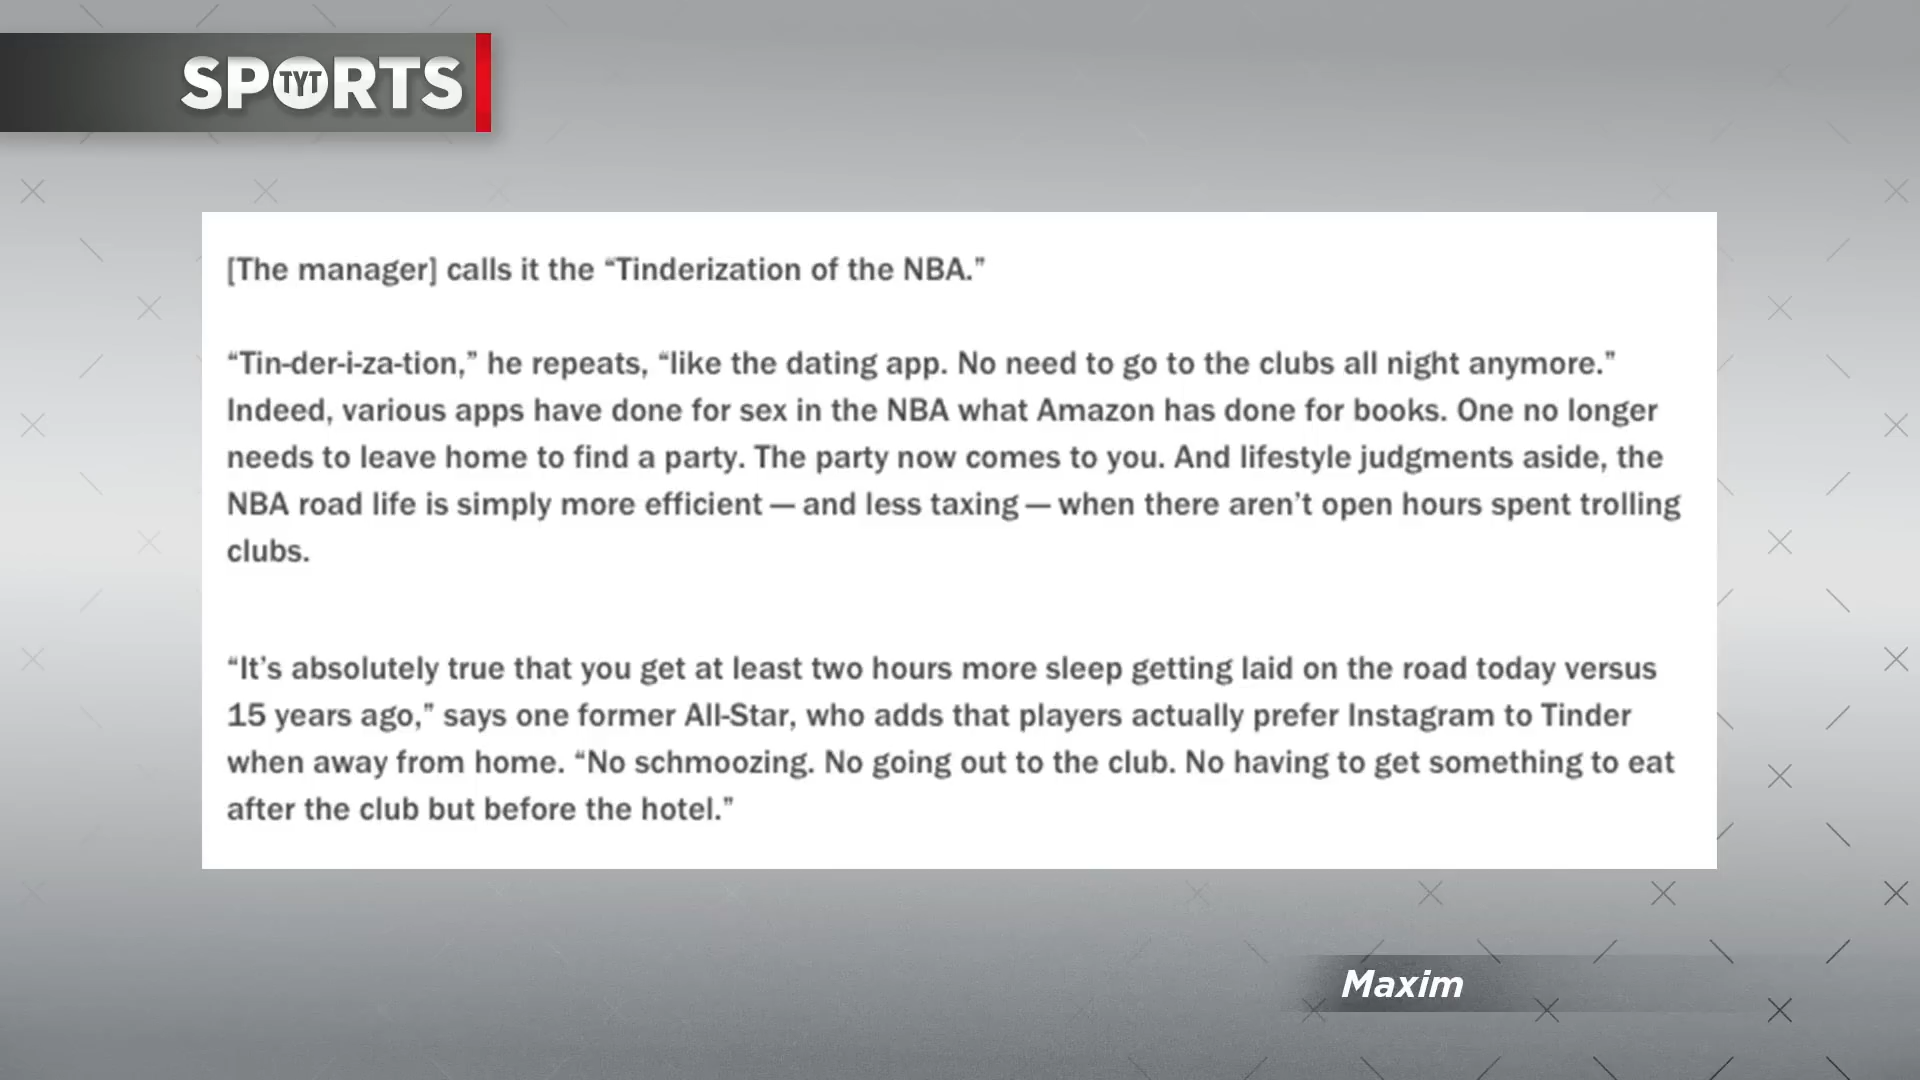 SPORTS
TYT
[The manager] calls it the “Tinderization of the NBA.”
“Tin-der-i-za-tion,” he repeats, “like the dating app. No need to go to the clubs all night anymore.”
Indeed, various apps have done for sex in the NBA what Amazon has done for books. One no longer
needs to leave home to find a party. The party now comes to you. And lifestyle judgments aside, the
NBA road life is simply more efficient — and less taxing — when there aren’t open hours spent trolling
clubs.
“It’s absolutely true that you get at least two hours more sleep getting laid on the road today versus
15 years ago,” says one former All-Star, who adds that players actually prefer Instagram to Tinder
when away from home. “No schmoozing. No going out to the club. No having to get something to eat
after the club but before the hotel.”
Maxim